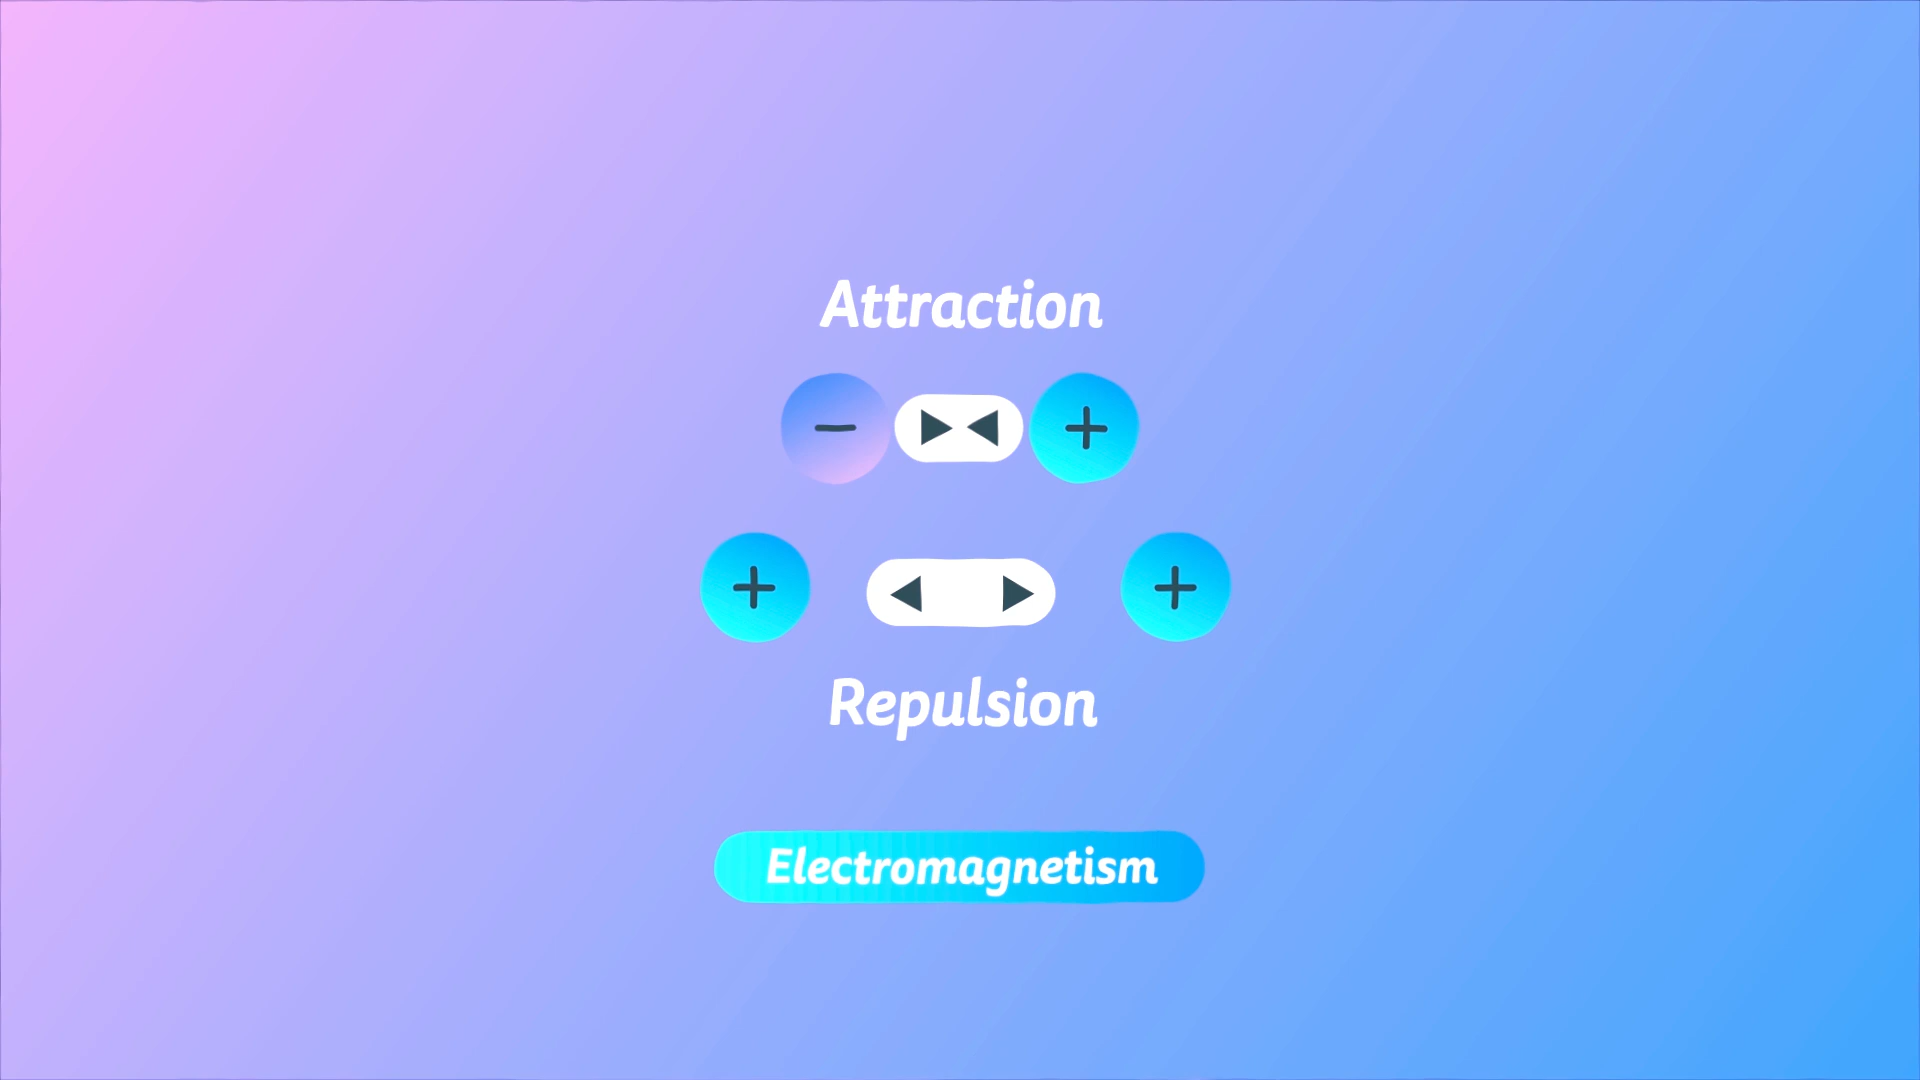 Attraction
− +
+ +
Repulsion
Electromagnetism